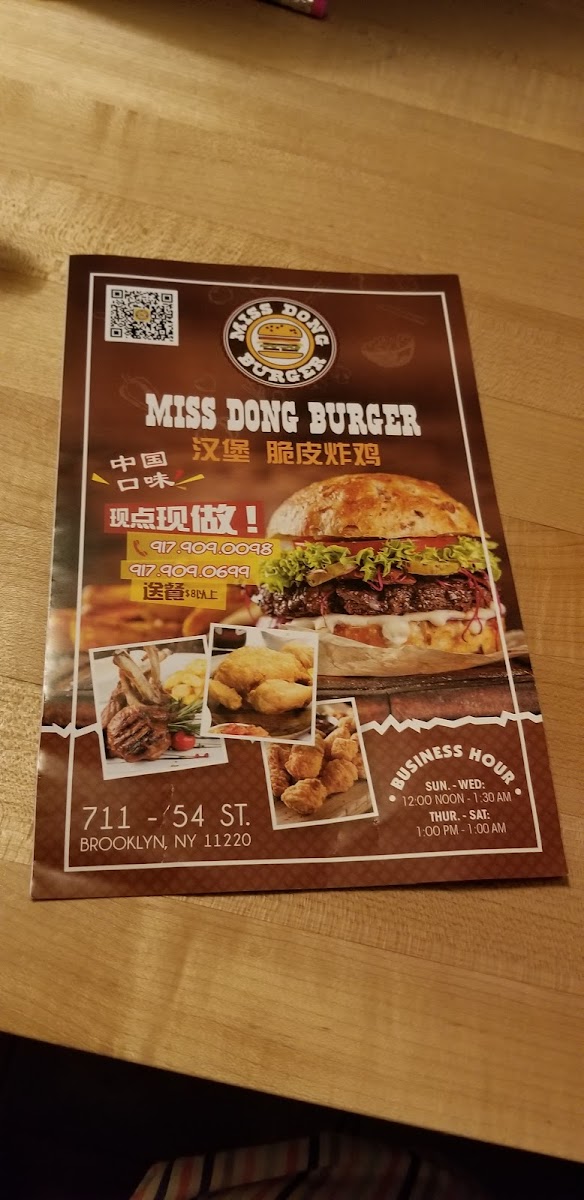 MISS DONG
BURGER
MISS DONG BURGER
汉堡 脆皮炸鸡
中国
口味
现点现做！
917.909.0098
917.909.0699
送餐$8以上
711 - 54 ST.
BROOKLYN, NY 11220
BUSINESS HOUR
SUN. - WED:
12:00 NOON - 1:30 AM
THUR. - SAT:
1:00 PM - 1:00 AM